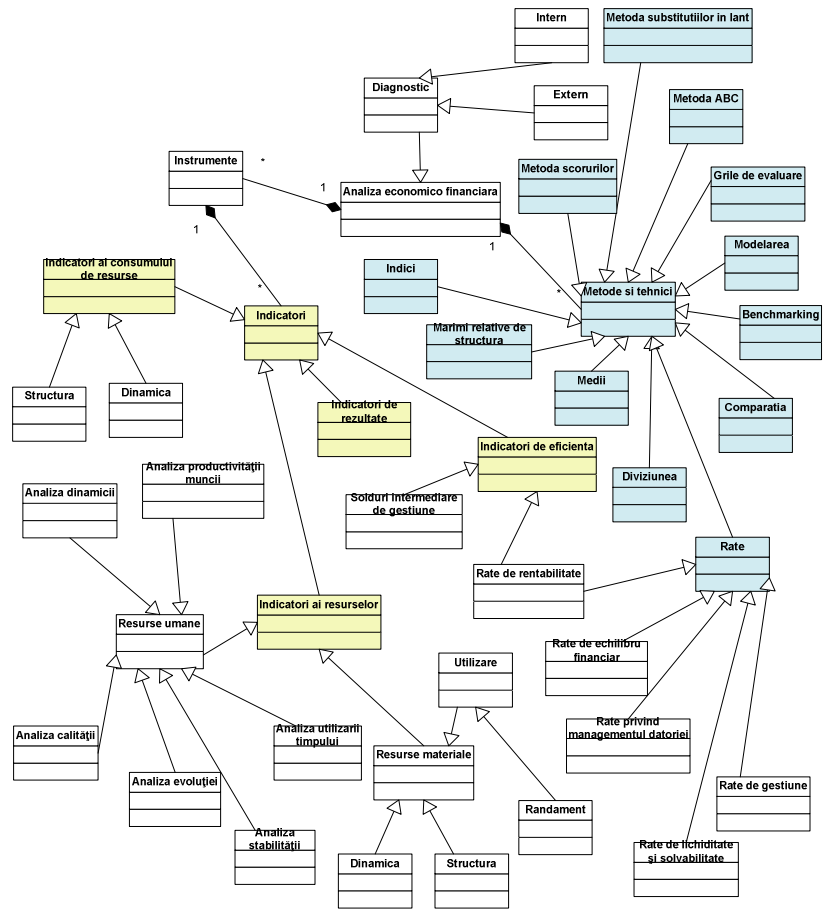 Intern
Metoda substitutiilor in lant
Diagnostic
Extern
Metoda ABC
Instrumente
*
1
Analiza economico financiara
Metoda scorurilor
Grile de evaluare
1
1
Modelarea
Indicatori ai consumului
de resurse
Indici
*
*
Metode si tehnici
Indicatori
Benchmarking
Marimi relative de
structura
Medii
Structura
Dinamica
Comparatia
Indicatori de
rezultate
Indicatori de eficienta
Analiza productivităţii
muncii
Diviziunea
Analiza dinamicii
Solduri intermediare
de gestiune
Rate
Rate de rentabilitate
Indicatori ai resurselor
Resurse umane
Rate de echilibru
financiar
Utilizare
Analiza calităţii
Analiza utilizarii
timpului
Rate privind
managementul datoriei
Resurse materiale
Analiza evoluţiei
Rate de gestiune
Randament
Analiza
stabilităţii
Rate de lichiditate
şi solvabilitate
Dinamica
Structura